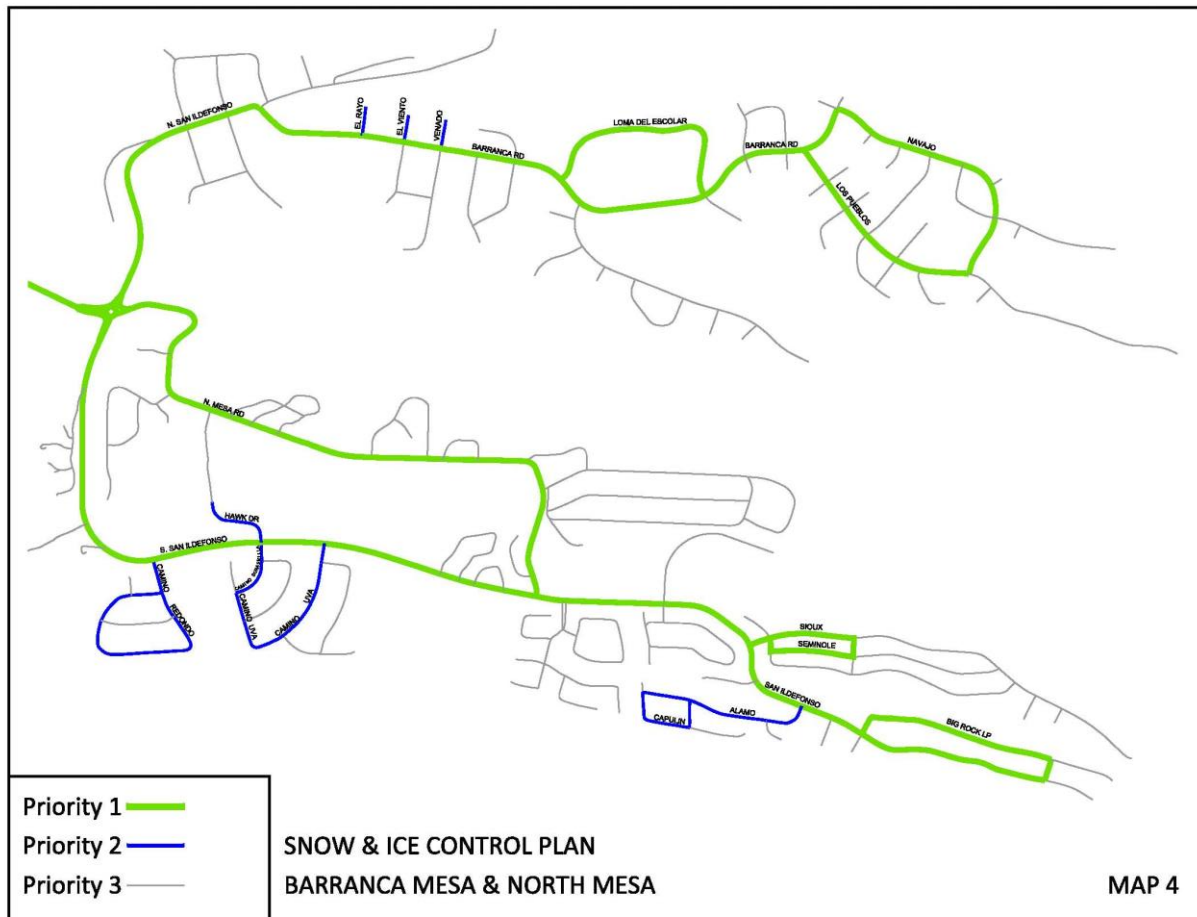 N. SAN ILDEFONSO
EL RAYO
EL VIENTO
VENADO
BARRANCA RD
LOMA DEL ESCOLAR
BARRANCA RD
NAVAJO
LOS PUEBLOS
N. MESA RD
HAWK DR
S. SAN ILDEFONSO
CAMINO
REDONDO
CAMINO
CAMINO UVA
CAMINO
UVA
SIOUX
SEMINOLE
SAN ILDEFONSO
CAPULIN
ALAMO
BIG ROCK LP
Priority 1
Priority 2
Priority 3
SNOW & ICE CONTROL PLAN
BARRANCA MESA & NORTH MESA
MAP 4